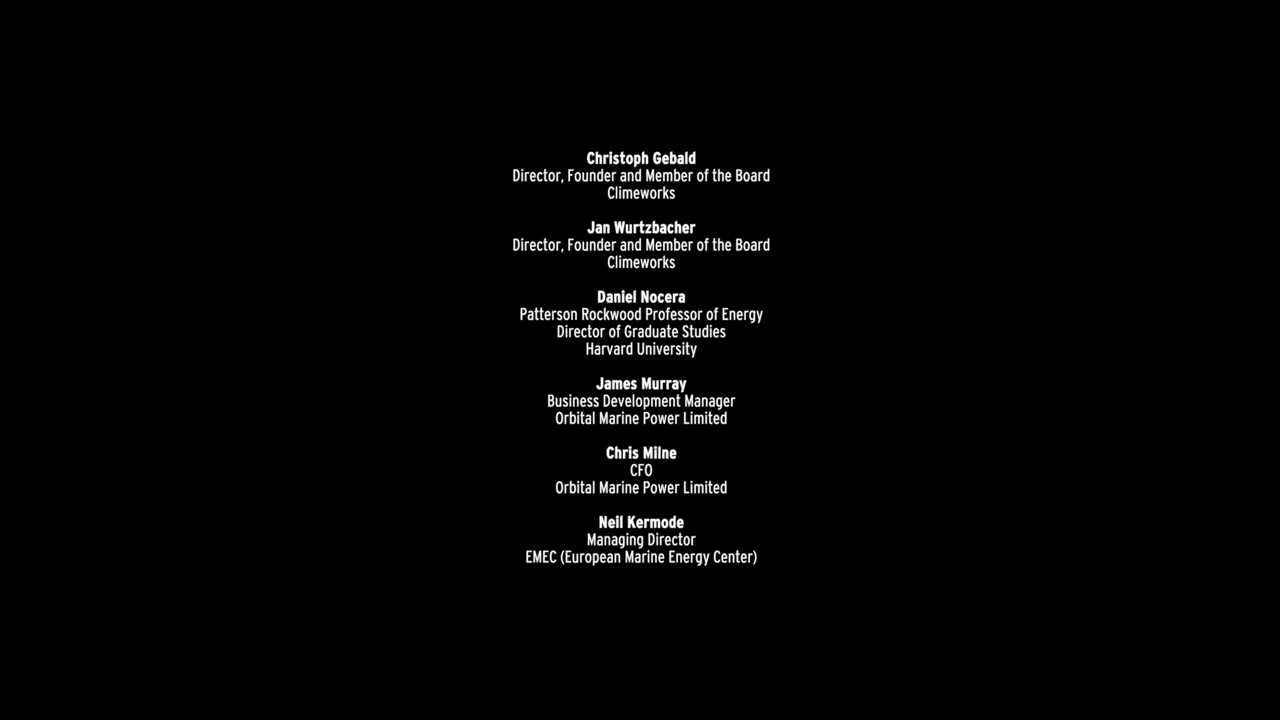 Christoph Gebald
Director, Founder and Member of the Board
Climeworks
Jan Wurtzbacher
Director, Founder and Member of the Board
Climeworks
Daniel Nocera
Patterson Rockwood Professor of Energy
Director of Graduate Studies
Harvard University
James Murray
Business Development Manager
Orbital Marine Power Limited
Chris Milne
CFO
Orbital Marine Power Limited
Neil Kermode
Managing Director
EMEC (European Marine Energy Center)